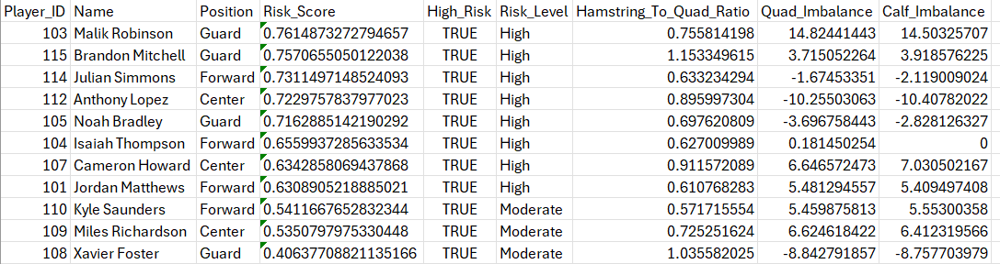 Player_ID Name Position Risk_Score High_Risk Risk_Level Hamstring_To_Quad_Ratio Quad_Imbalance Calf_Imbalance
103 Malik Robinson Guard 0.7614873272794657 TRUE High 0.755814198 14.82441443 14.50325707
115 Brandon Mitchell Guard 0.7570655050122038 TRUE High 1.153349615 3.715052264 3.918576225
114 Julian Simmons Forward 0.7311497148524093 TRUE High 0.633234294 -1.67453351 -2.119009024
112 Anthony Lopez Center 0.7229757837977023 TRUE High 0.895997304 -10.25503063 -10.40782022
105 Noah Bradley Guard 0.7162885142190292 TRUE High 0.697620809 -3.696758443 -2.828126327
104 Isaiah Thompson Forward 0.6559937285633534 TRUE High 0.627009989 0.181450254 0
107 Cameron Howard Center 0.6342858069437868 TRUE High 0.911572089 6.646572473 7.030502167
101 Jordan Matthews Forward 0.6308905218885021 TRUE High 0.610768283 5.481294557 5.409497408
110 Kyle Saunders Forward 0.5411667652832344 TRUE Moderate 0.571715554 5.459875813 5.55300358
109 Miles Richardson Center 0.5350797975330448 TRUE Moderate 0.725251624 6.624618422 6.412319566
108 Xavier Foster Guard 0.40637708821135166 TRUE Moderate 1.035582025 -8.842791857 -8.757703979